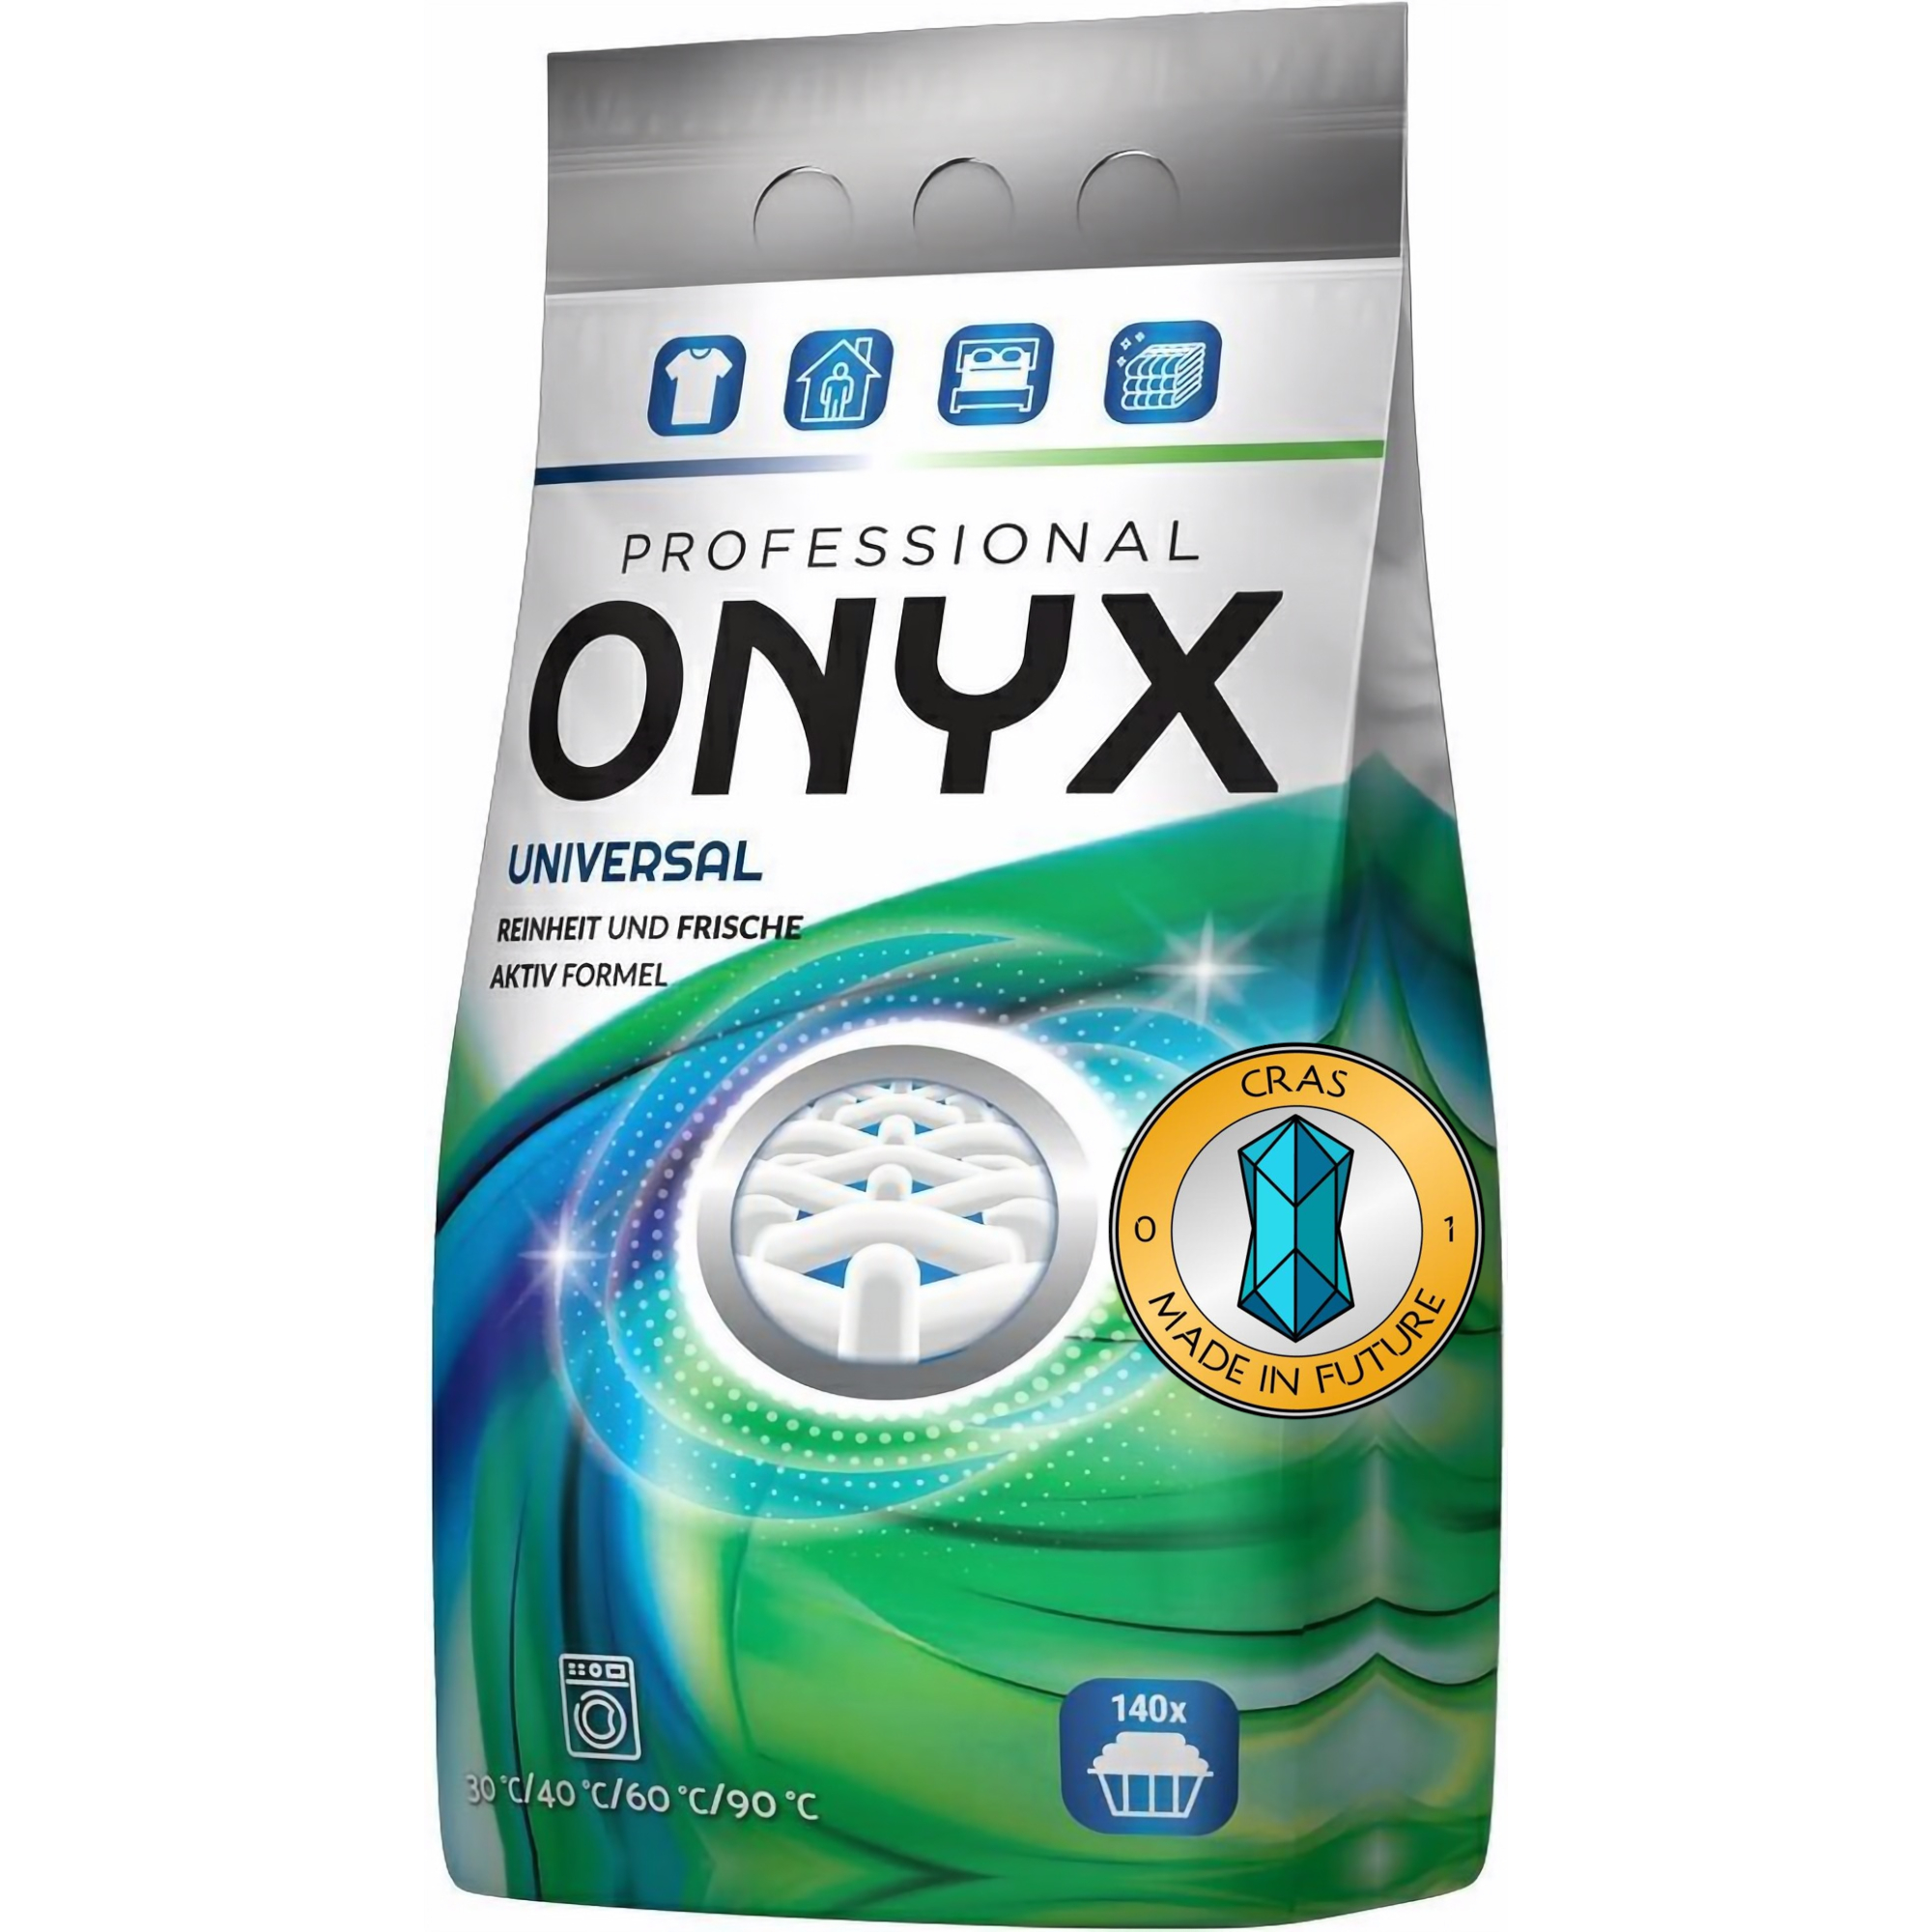 PROFESSIONAL
ONYX
UNIVERSAL
REINHEIT UND FRISCHE
AKTIV FORMEL
CRAS
0 1
MADE IN FUTURE
140x
30 °C/40 °C/60 °C/90 °C